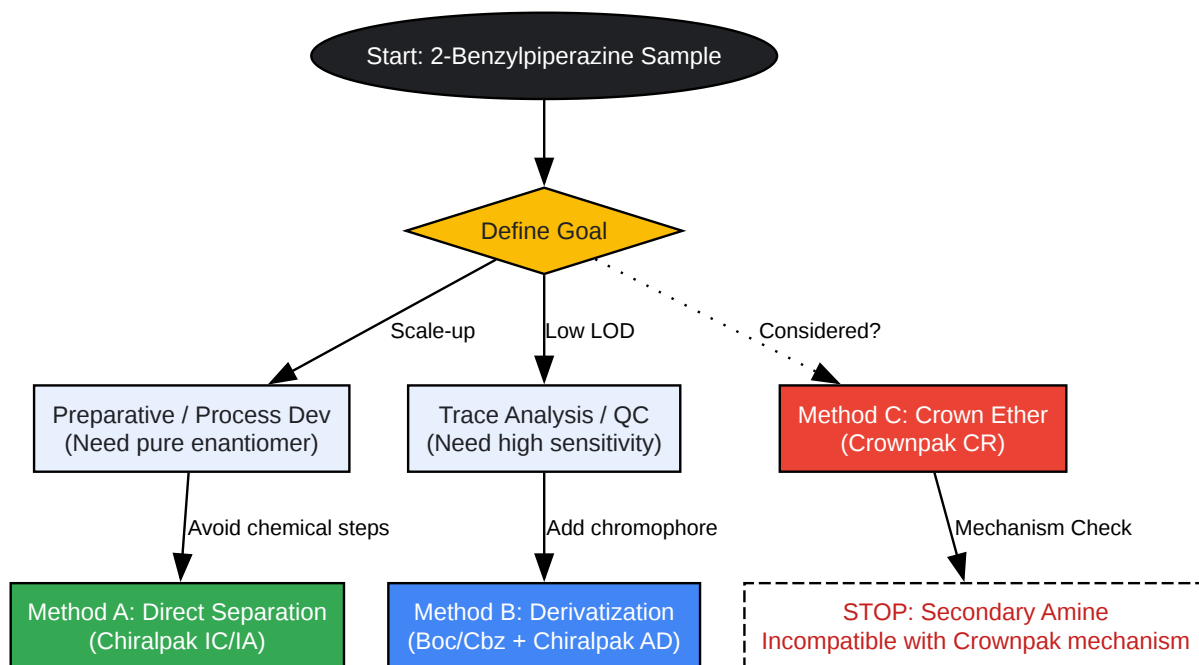 Start: 2-Benzylpiperazine Sample
Define Goal
Scale-up
Low LOD
Considered?
Preparative / Process Dev
(Need pure enantiomer)
Trace Analysis / QC
(Need high sensitivity)
Method C: Crown Ether
(Crownpak CR)
Avoid chemical steps
Add chromophore
Mechanism Check
Method A: Direct Separation
(Chiralpak IC/IA)
Method B: Derivatization
(Boc/Cbz + Chiralpak AD)
STOP: Secondary Amine
Incompatible with Crownpak mechanism